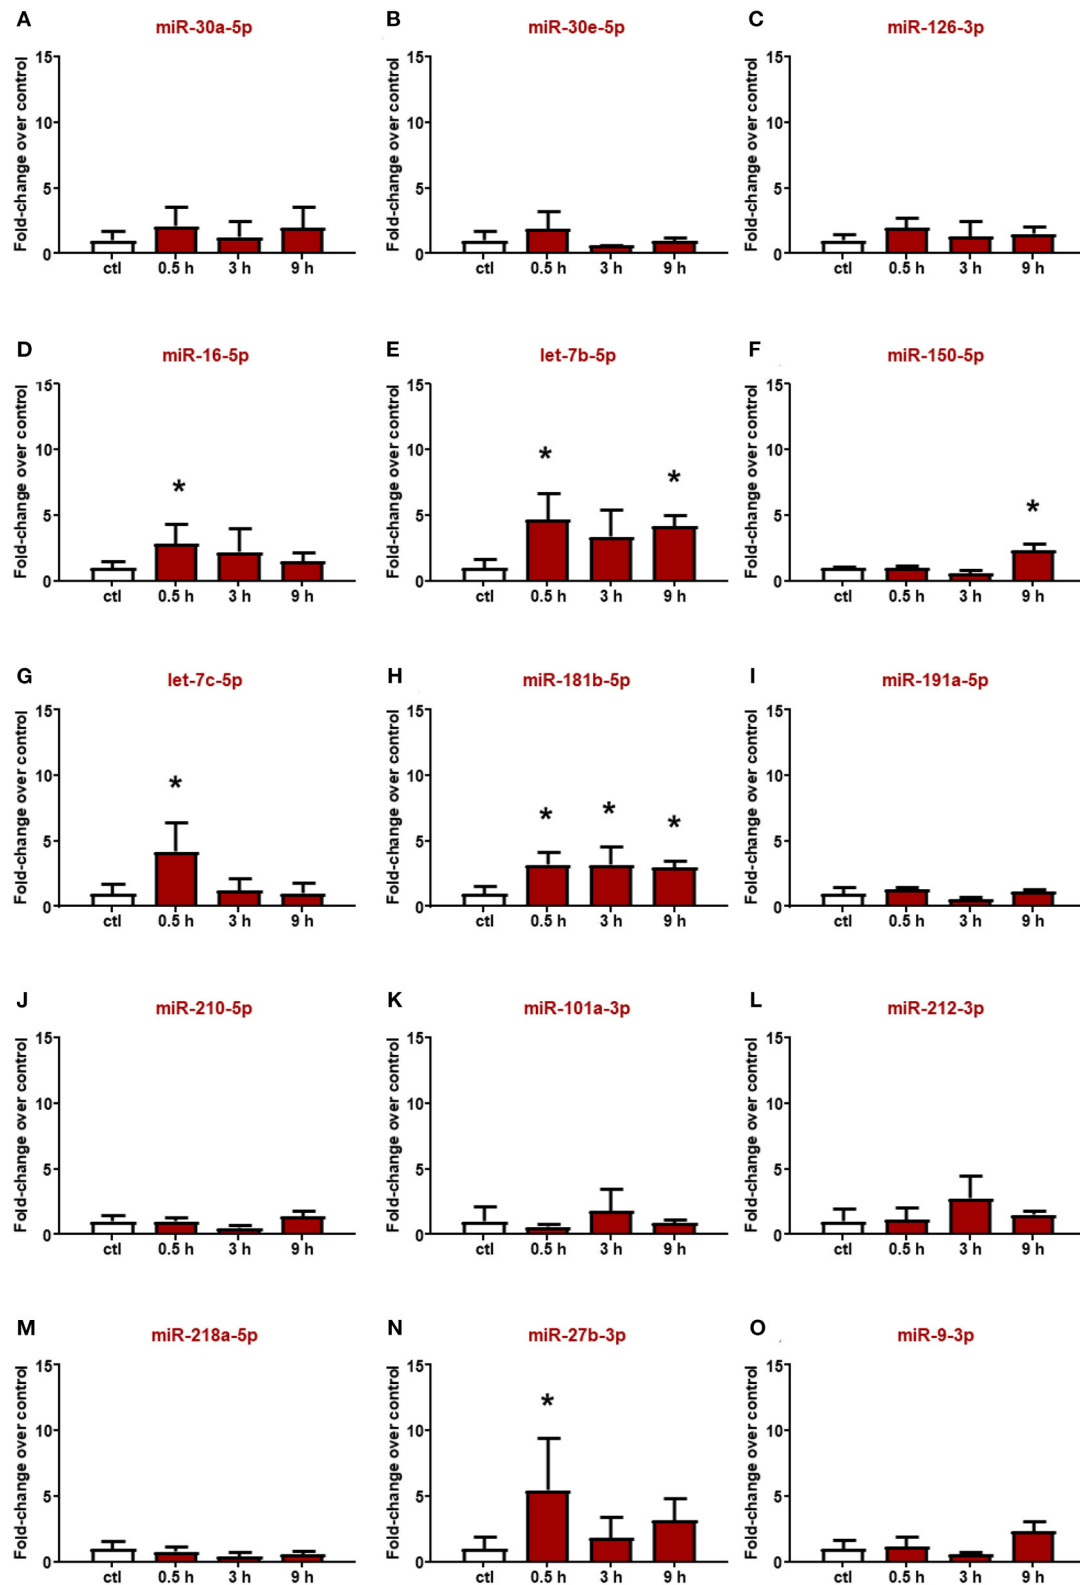 A B C
miR-30a-5p miR-30e-5p miR-126-3p
Fold-change over control Fold-change over control Fold-change over control
15 15 15
10 10 10
5 5 5
0 0 0
ctl 0.5 h 3 h 9 h ctl 0.5 h 3 h 9 h ctl 0.5 h 3 h 9 h
D E F
miR-16-5p let-7b-5p miR-150-5p
Fold-change over control Fold-change over control Fold-change over control
15 15 15
10 10 10
* * * *
5 5 5
0 0 0
ctl 0.5 h 3 h 9 h ctl 0.5 h 3 h 9 h ctl 0.5 h 3 h 9 h
G H I
let-7c-5p miR-181b-5p miR-191a-5p
Fold-change over control Fold-change over control Fold-change over control
15 15 15
10 10 10
* * * *
5 5 5
0 0 0
ctl 0.5 h 3 h 9 h ctl 0.5 h 3 h 9 h ctl 0.5 h 3 h 9 h
J K L
miR-210-5p miR-101a-3p miR-212-3p
Fold-change over control Fold-change over control Fold-change over control
15 15 15
10 10 10
5 5 5
0 0 0
ctl 0.5 h 3 h 9 h ctl 0.5 h 3 h 9 h ctl 0.5 h 3 h 9 h
M N O
miR-218a-5p miR-27b-3p miR-9-3p
Fold-change over control Fold-change over control Fold-change over control
15 15 15
*
10 10 10
5 5 5
0 0 0
ctl 0.5 h 3 h 9 h ctl 0.5 h 3 h 9 h ctl 0.5 h 3 h 9 h